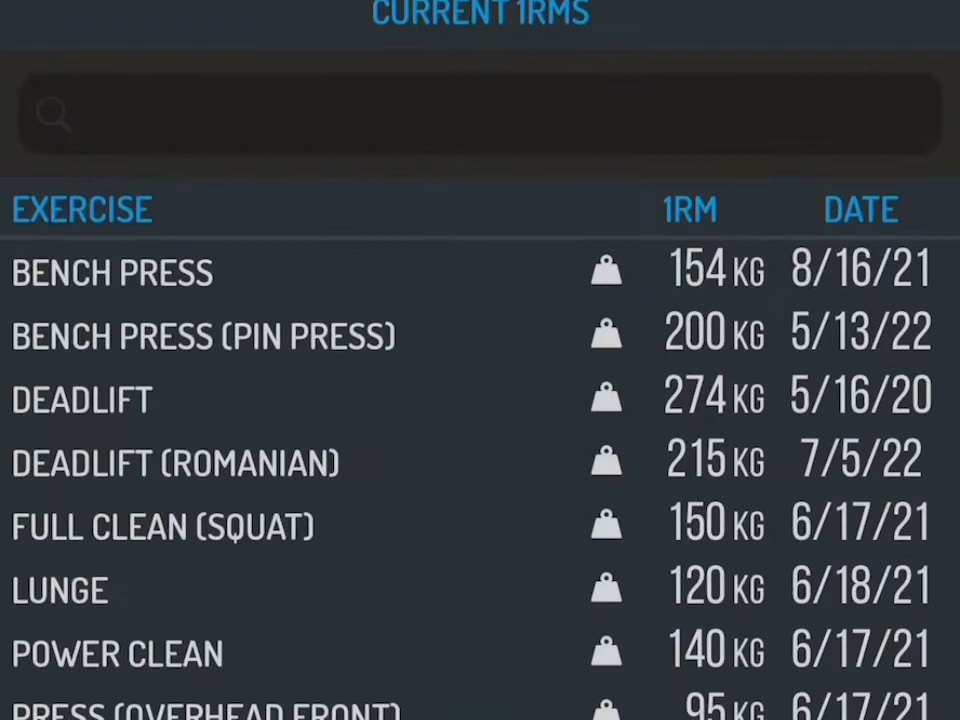 CURRENT 1RMS
EXERCISE 1RM DATE
BENCH PRESS 154 KG 8/16/21
BENCH PRESS (PIN PRESS) 200 KG 5/13/22
DEADLIFT 274 KG 5/16/20
DEADLIFT (ROMANIAN) 215 KG 7/5/22
FULL CLEAN (SQUAT) 150 KG 6/17/21
LUNGE 120 KG 6/18/21
POWER CLEAN 140 KG 6/17/21
PRESS (OVERHEAD FRONT) 95 KG 6/17/21